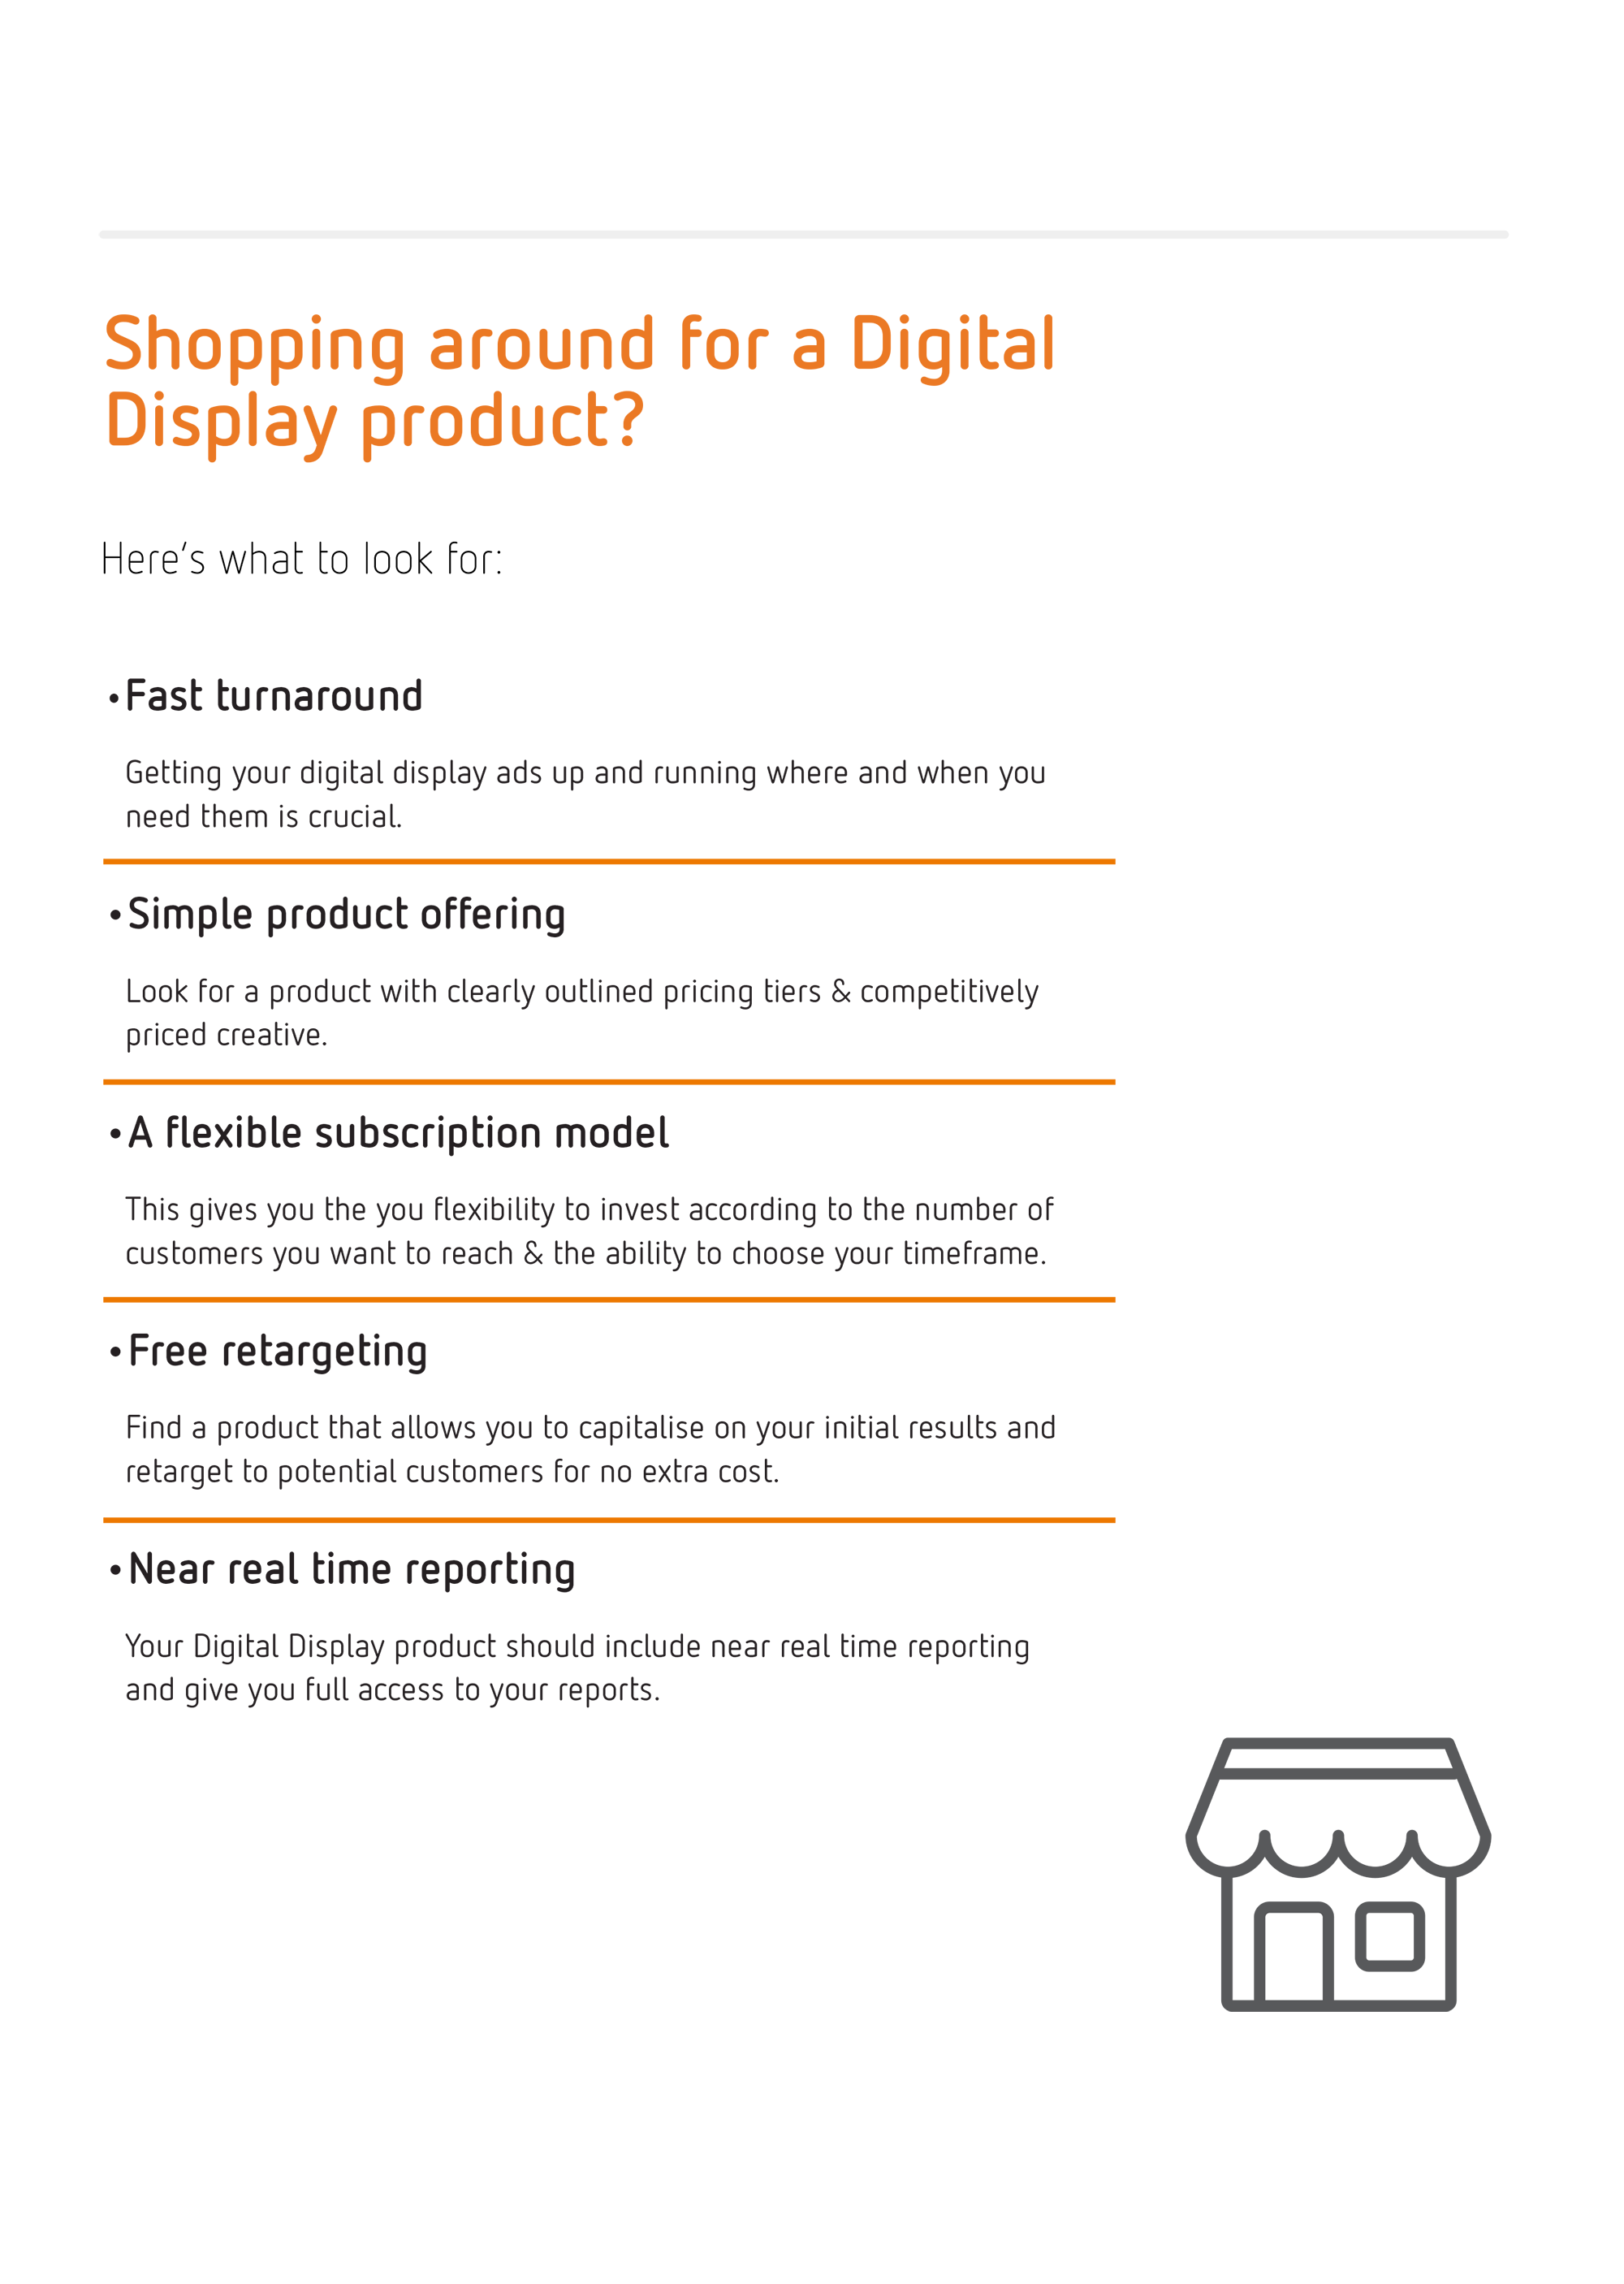 Shopping around for a Digital
Display product?
Here's what to look for:
•Fast turnaround
Getting your digital display ads up and running where and when you
need them is crucial.
•Simple product offering
Look for a product with clearly outlined pricing tiers & competitively
priced creative.
•A flexible subscription model
This gives you the you flexibility to invest according to the number of
customers you want to reach & the ability to choose your timeframe.
•Free retargeting
Find a product that allows you to capitalise on your initial results and
retarget to potential customers for no extra cost.
•Near real time reporting
Your Digital Display product should include near real time reporting
and give you full access to your reports.